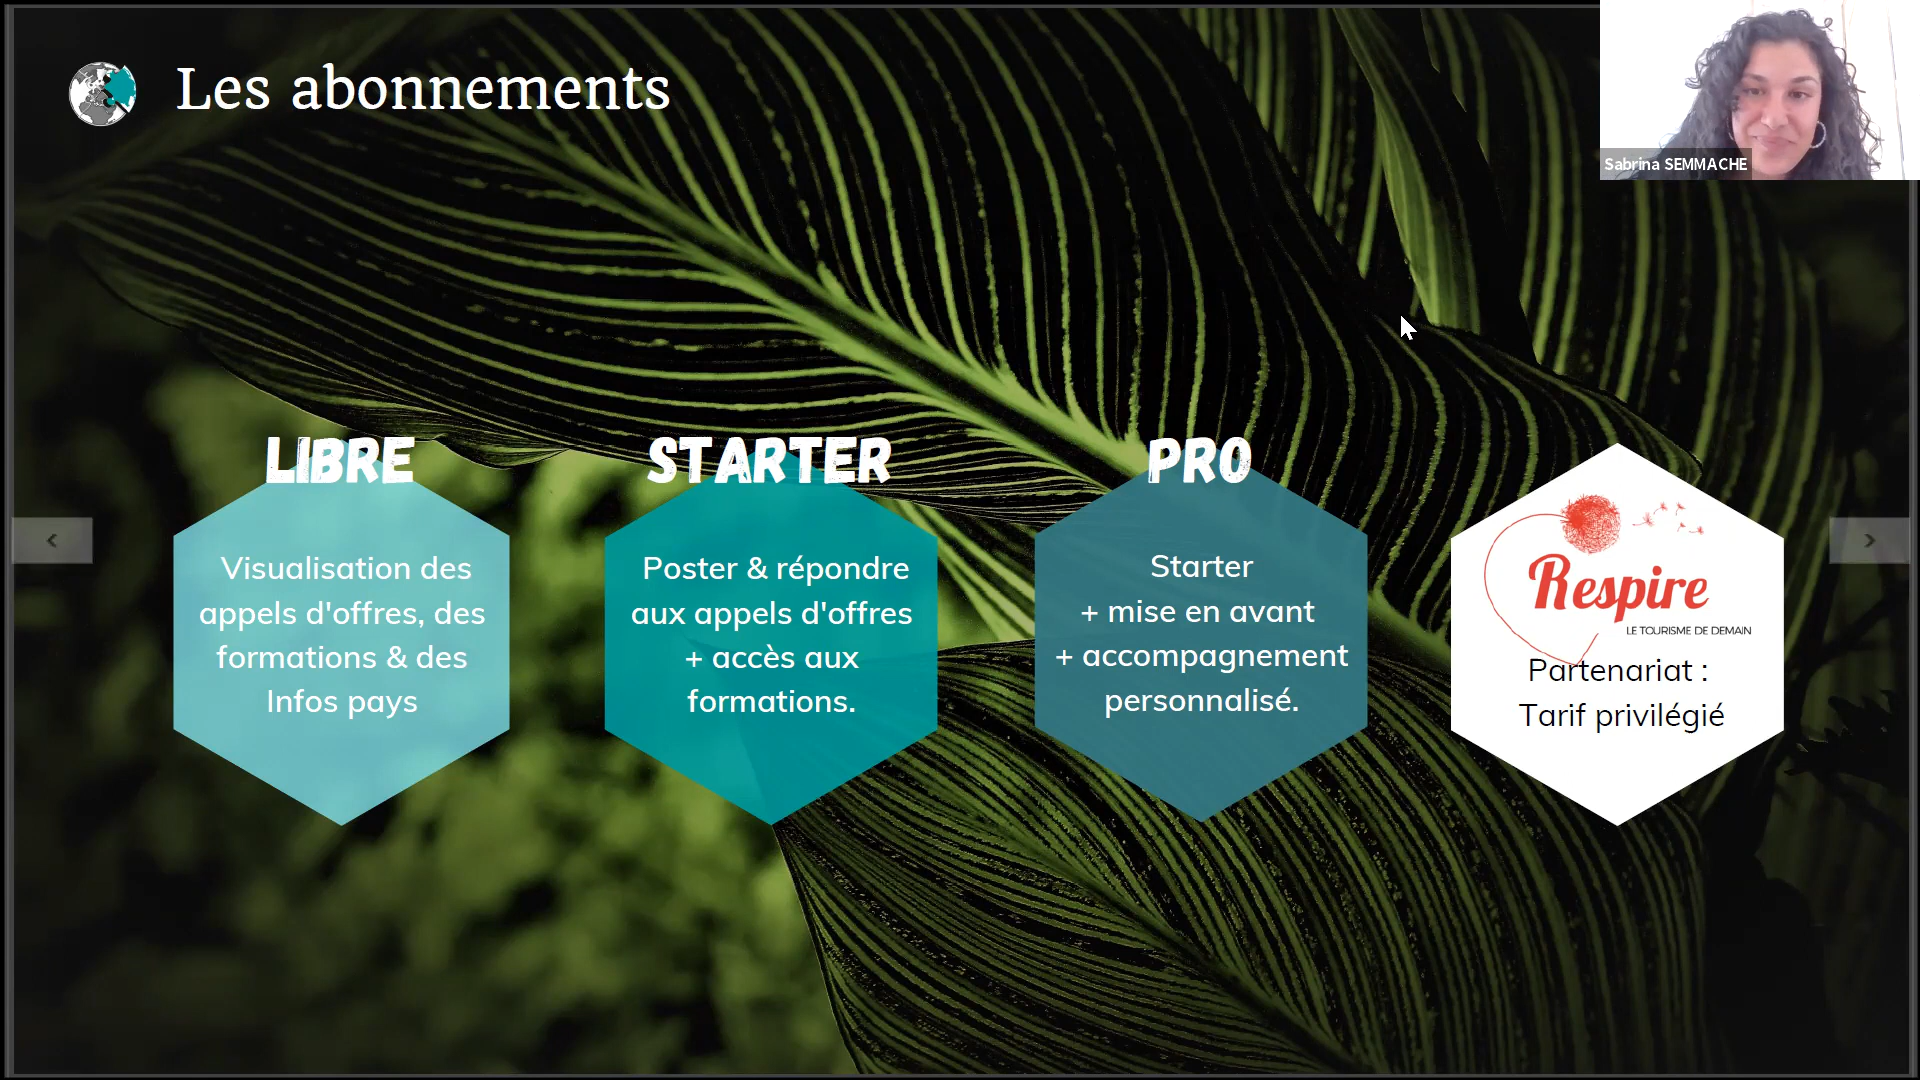 Les abonnements
Sabrina SEMMACHE
LIBRE
Visualisation des
appels d'offres, des
formations & des
Infos pays
STARTER
Poster & répondre
aux appels d'offres
+ accès aux
formations.
PRO
Starter
+ mise en avant
+ accompagnement
personnalisé.
Respire
LE TOURISME DE DEMAIN
Partenariat :
Tarif privilégié